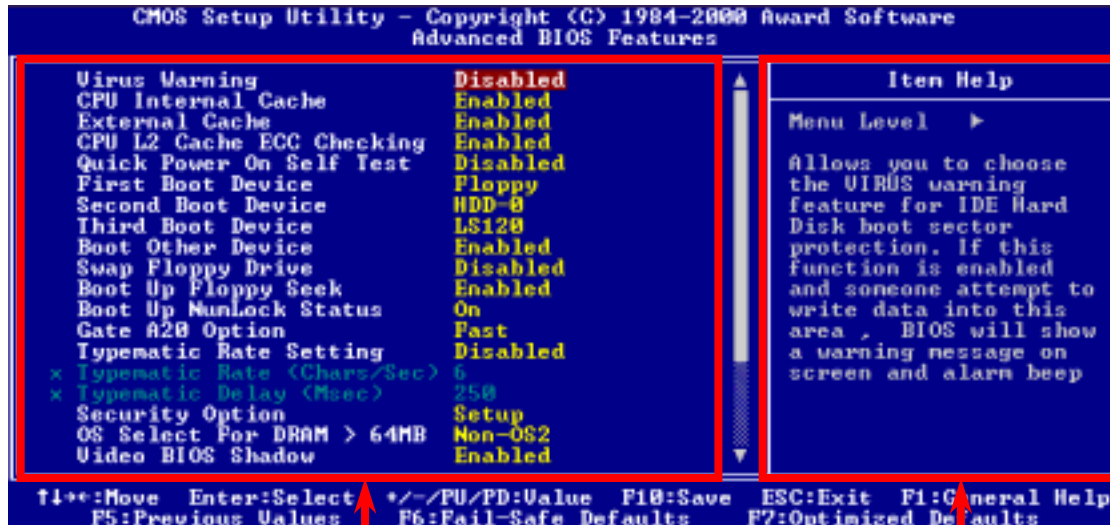 CMOS Setup Utility - Copyright (C) 1984-2000 Award Software
Advanced BIOS Features
Virus Warning Disabled
CPU Internal Cache Enabled
External Cache Enabled
CPU L2 Cache ECC Checking Enabled
Quick Power On Self Test Disabled
First Boot Device Floppy
Second Boot Device HDD-0
Third Boot Device LS120
Boot Other Device Enabled
Swap Floppy Drive Disabled
Boot Up Floppy Seek Enabled
Boot Up NumLock Status On
Gate A20 Option Fast
Typematic Rate Setting Disabled
x Typematic Rate (Chars/Sec) 6
x Typematic Delay (Msec) 250
Security Option Setup
OS Select For DRAM > 64MB Non-OS2
Video BIOS Shadow Enabled
Item Help
Menu Level ►
Allows you to choose
the VIRUS warning
feature for IDE Hard
Disk boot sector
protection. If this
function is enabled
and someone attempt to
write data into this
area , BIOS will show
a warning message on
screen and alarm beep
↑↓→←:Move Enter:Select +/-/PU/PD:Value F10:Save ESC:Exit F1:General Help
F5:Previous Values F6:Fail-Safe Defaults F7:Optimized Defaults